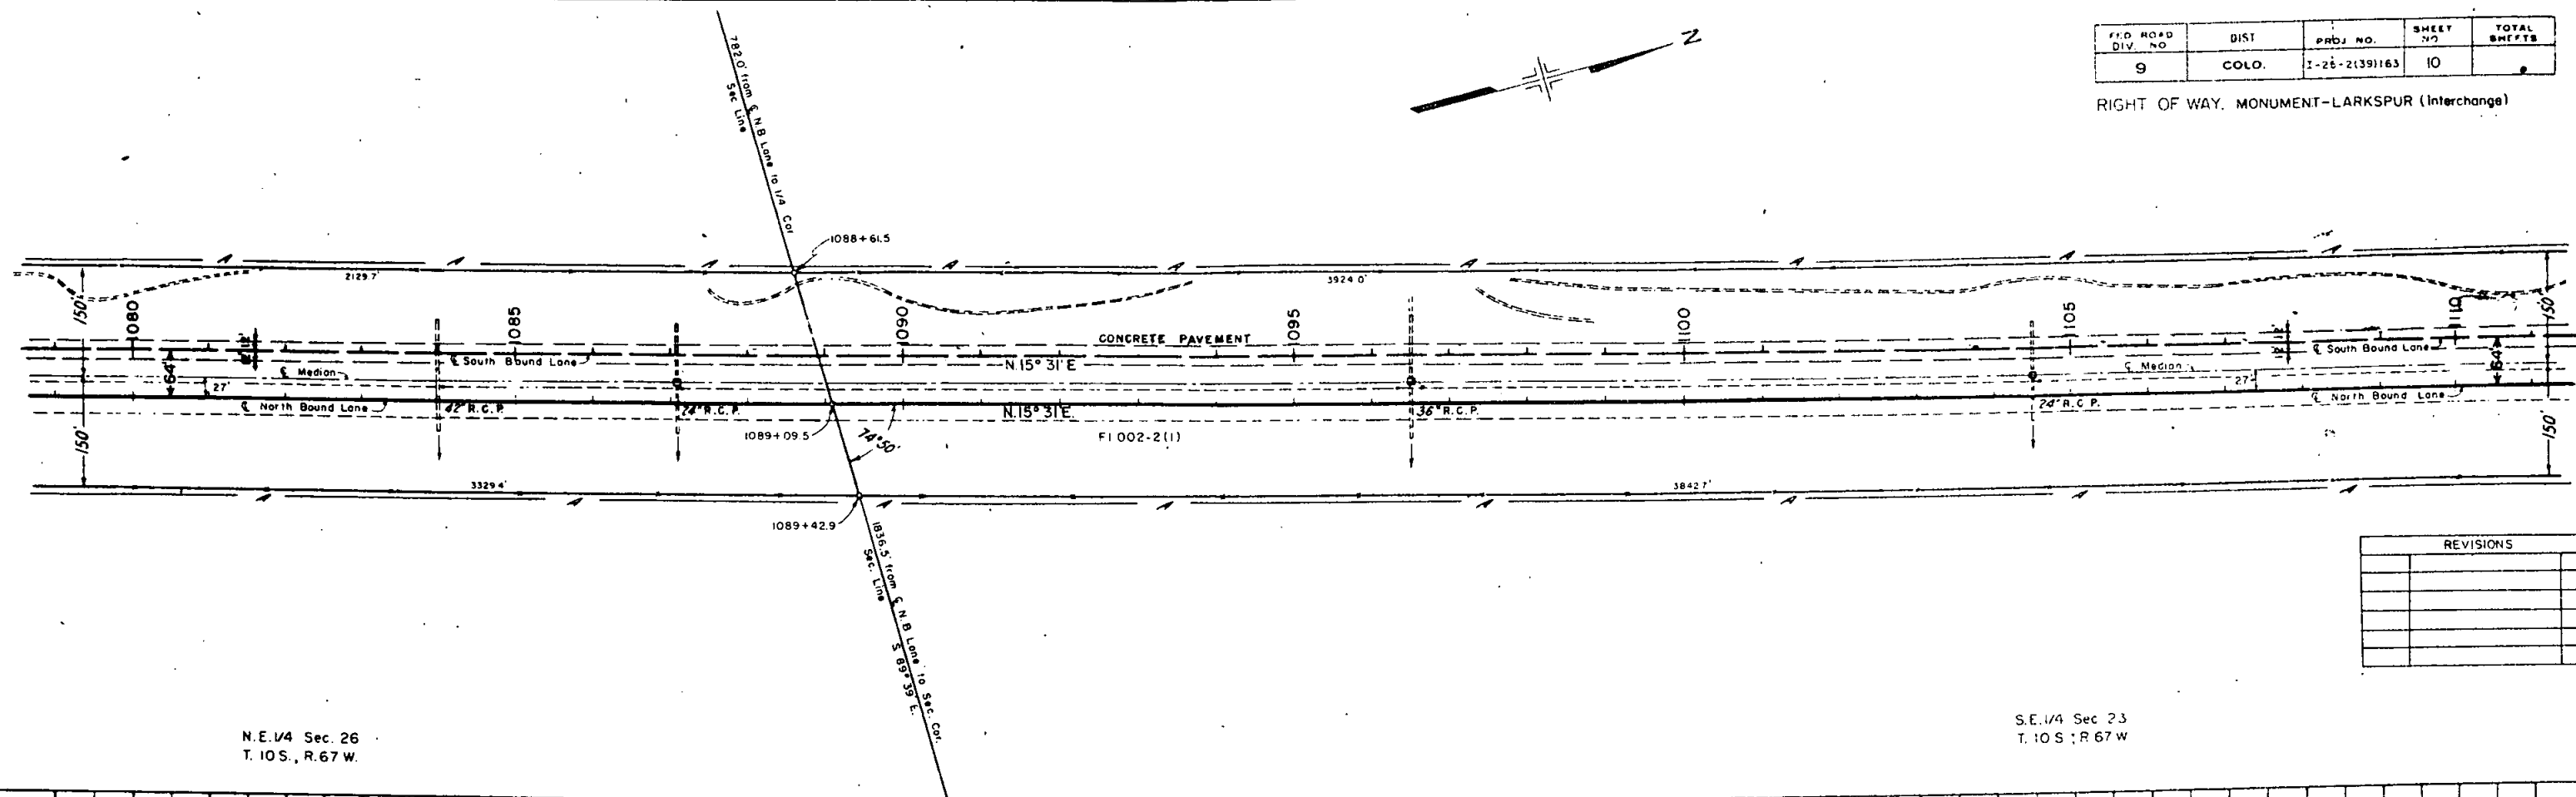 FED ROAD DIV. NO
DIST
PROJ NO.
SHEET NO
TOTAL SHEETS
9
COLO.
I-26-2(39)163
10
RIGHT OF WAY. MONUMENT-LARKSPUR (Interchange)
N
782.0' from ℄ N.B Lane to 1/4 Cor
Sec Line
1088+61.5
2129.7'
3924.0'
150'
150'
1080
1085
1090
1095
1100
1105
1110
CONCRETE PAVEMENT
℄ South Bound Lane
N.15° 31' E
℄ South Bound Lane
64'
64'
℄ Median
℄ Median
27'
27'
℄ North Bound Lane
42" R.C.P.
24" R.C.P.
N.15° 31' E.
36" R.C.P.
24" R.C.P.
℄ North Bound Lane
1089+09.5
74°50'
F I 002-2(1)
150'
150'
3329.4'
3842.7'
1089+42.9
1836.5' from ℄ N.B Lane to Sec. Cor.
Sec. Line
S 89° 39' E.
REVISIONS
N.E.1/4 Sec. 26
T. 10 S., R. 67 W.
S.E.1/4 Sec 23
T. 10 S ; R 67 W